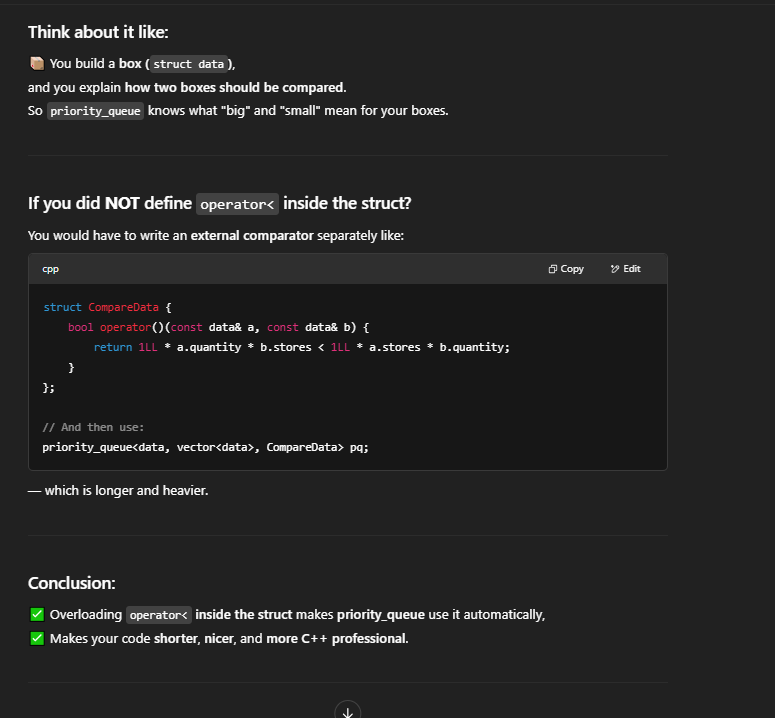 Think about it like:
📦 You build a box (struct data),
and you explain how two boxes should be compared.
So priority_queue knows what "big" and "small" mean for your boxes.
If you did NOT define operator< inside the struct?
You would have to write an external comparator separately like:
cpp Copy Edit
struct CompareData {
    bool operator()(const data& a, const data& b) {
        return 1LL * a.quantity * b.stores < 1LL * a.stores * b.quantity;
    }
};
// And then use:
priority_queue<data, vector<data>, CompareData> pq;
— which is longer and heavier.
Conclusion:
✅ Overloading operator< inside the struct makes priority_queue use it automatically,
✅ Makes your code shorter, nicer, and more C++ professional.